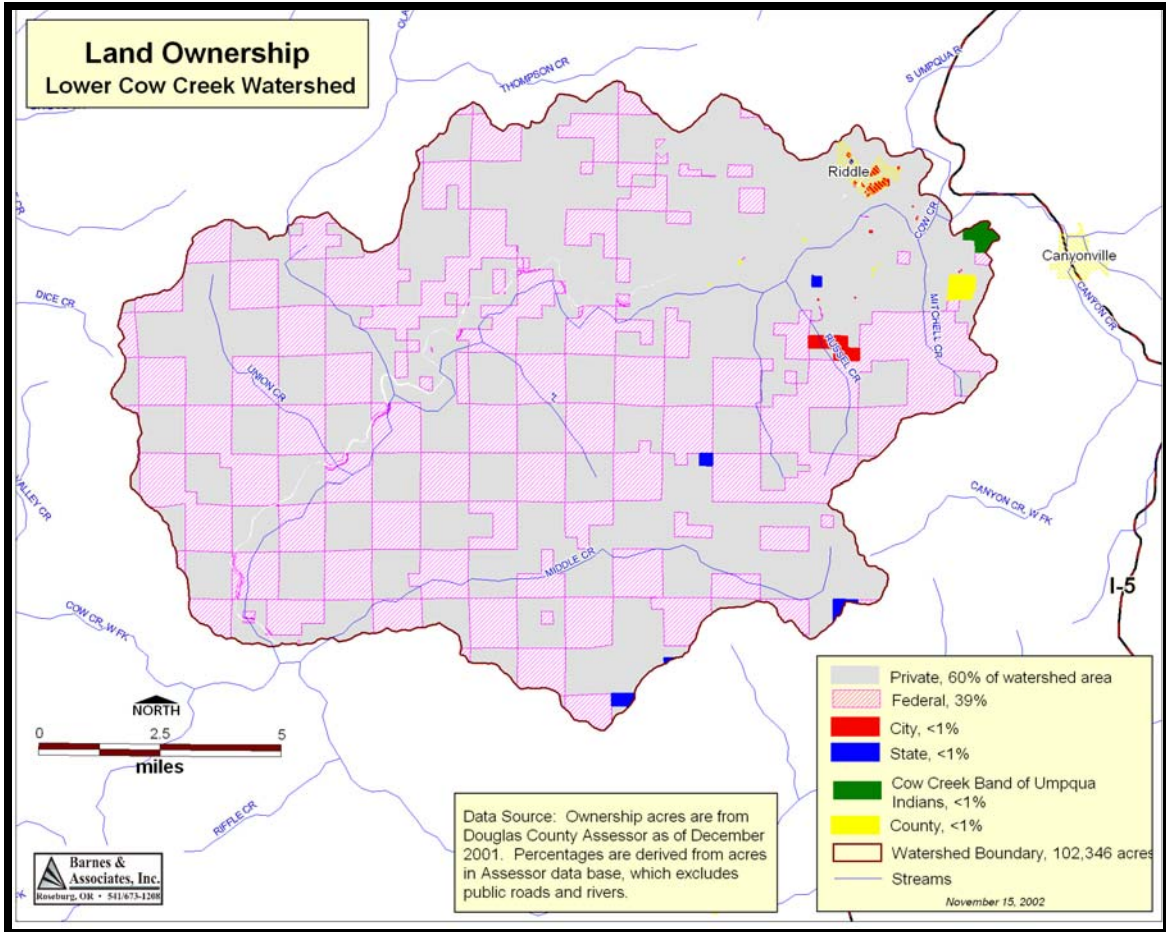 Land Ownership
Lower Cow Creek Watershed
THOMPSON CR
S UMPQUA R
Riddle
COW CR
Canyonville
CANYON CR
DICE CR
MITCHELL CR
RUSSEL CR
UNION CR
VALLEY CR
CANYON CR, W FK
MIDDLE CR
I-5
COW CR, W FK
NORTH
0 2.5 5
miles
RIFFLE CR
Private, 60% of watershed area
Federal, 39%
City, <1%
State, <1%
Cow Creek Band of Umpqua
Indians, <1%
County, <1%
Watershed Boundary, 102,346 acres
Streams
November 15, 2002
Data Source: Ownership acres are from
Douglas County Assessor as of December
2001. Percentages are derived from acres
in Assessor data base, which excludes
public roads and rivers.
Barnes &
Associates, Inc.
Roseburg, OR • 541/673-1208